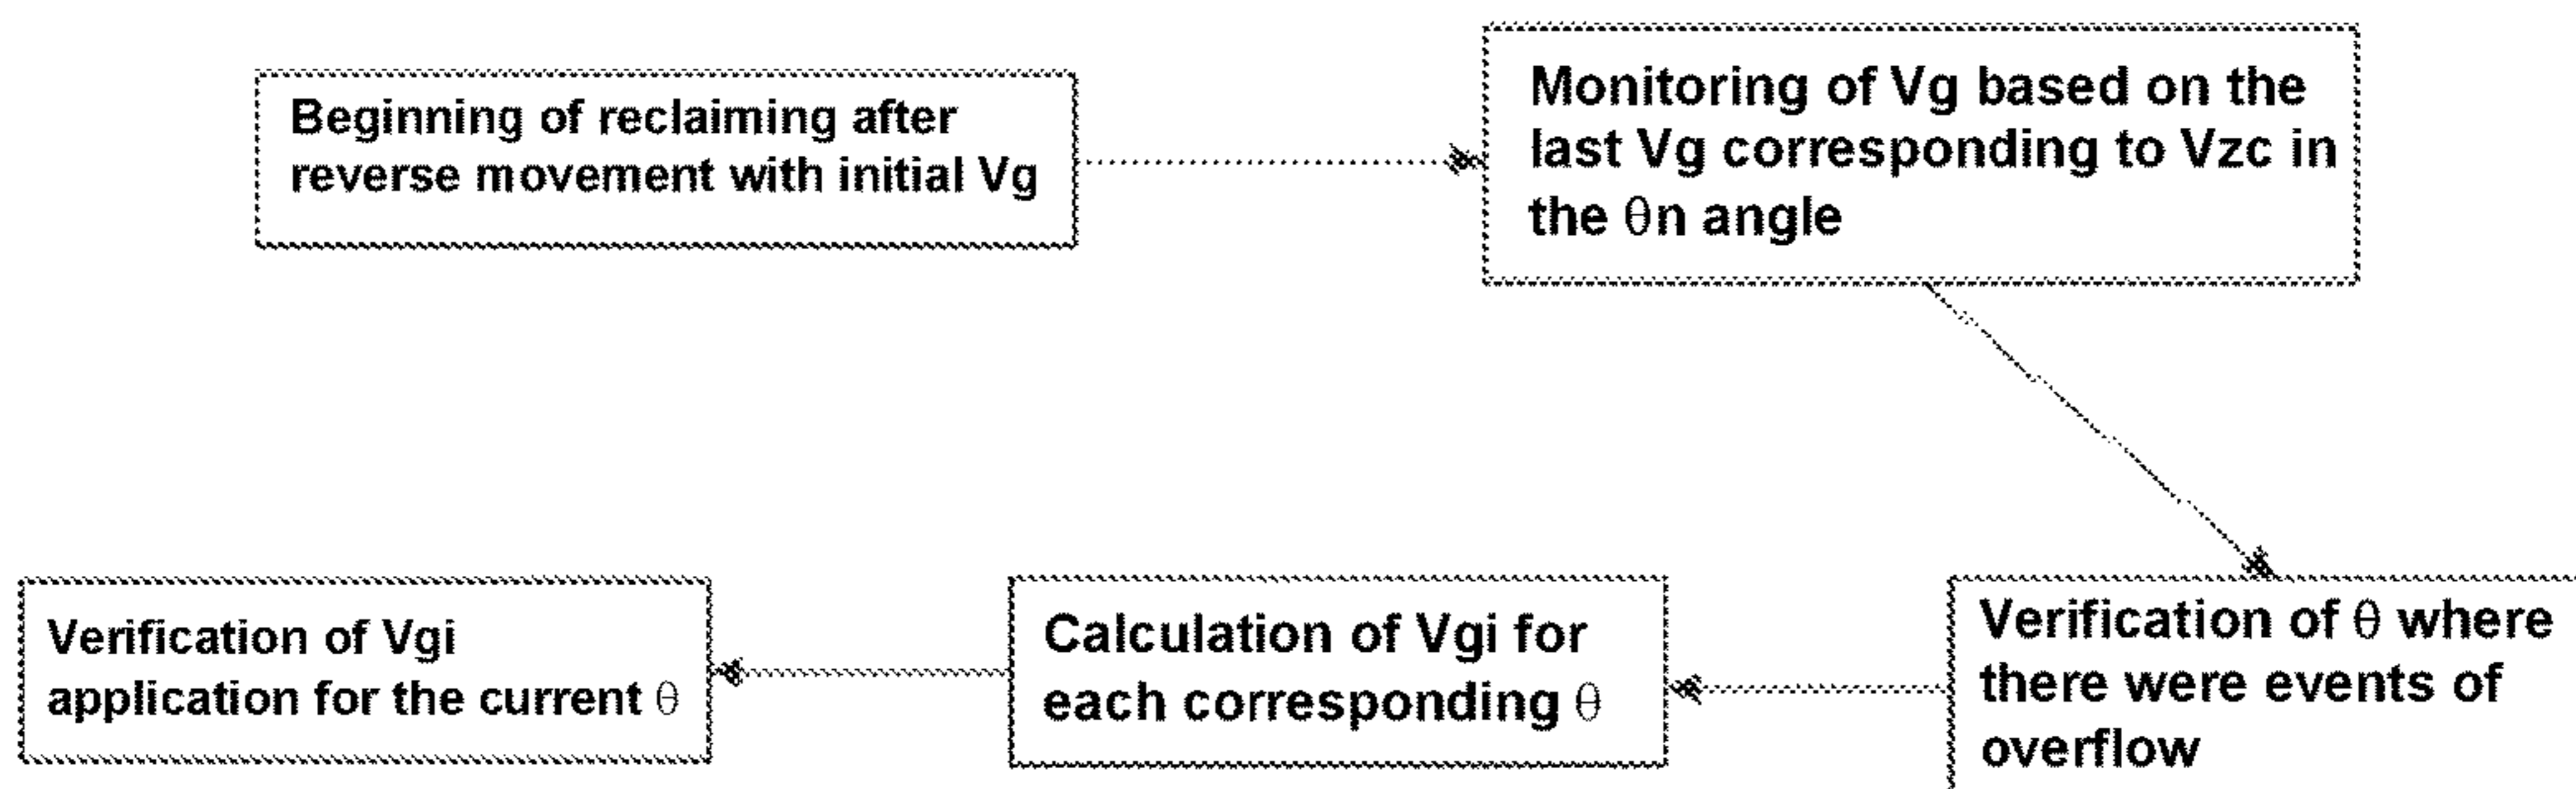 Beginning of reclaiming after
reverse movement with initial Vg
Monitoring of Vg based on the
last Vg corresponding to Vzc in
the θn angle
Verification of θ where
there were events of
overflow
Calculation of Vgi for
each corresponding θ
Verification of Vgi
application for the current θ